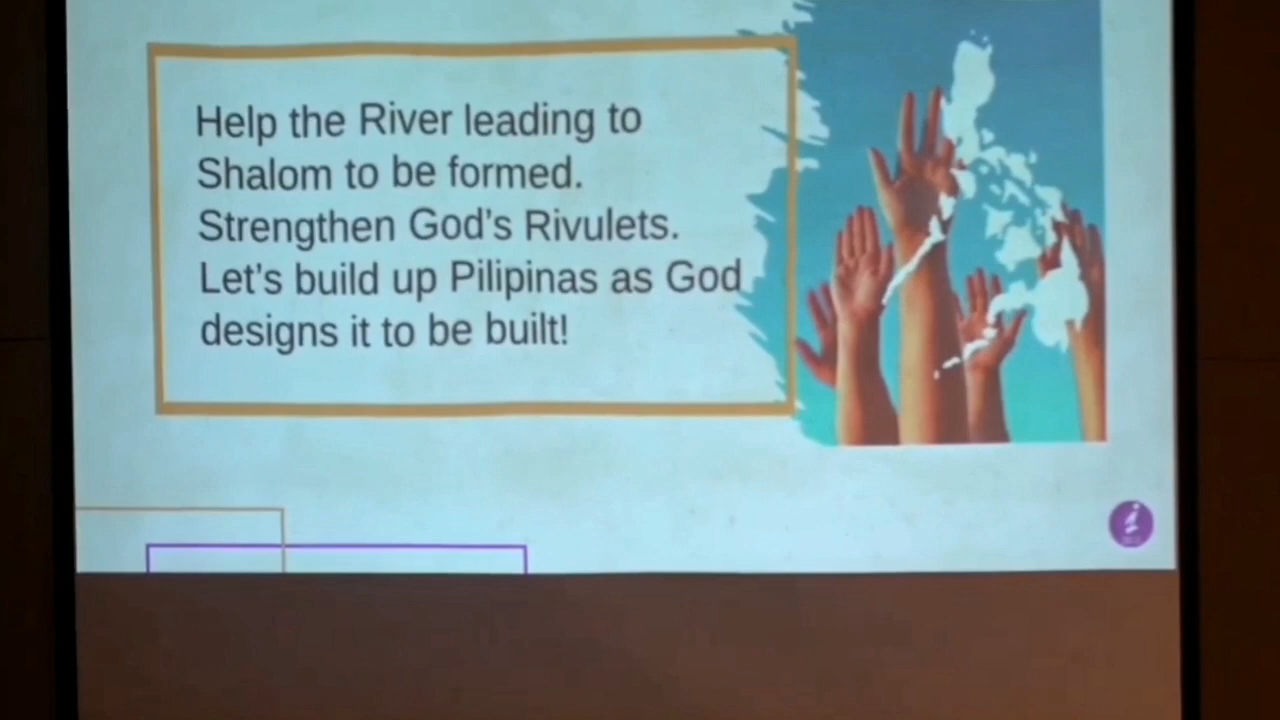 Help the River leading to
Shalom to be formed.
Strengthen God's Rivulets.
Let's build up Pilipinas as God
designs it to be built!